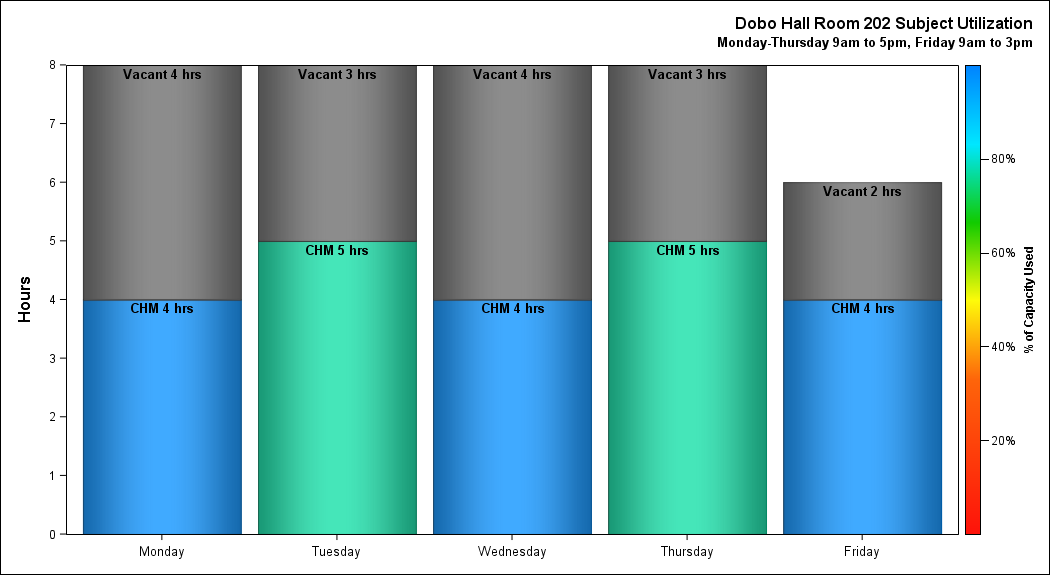 Dobo Hall Room 202 Subject Utilization
Monday-Thursday 9am to 5pm, Friday 9am to 3pm
Hours
8
7
6
5
4
3
2
1
0
Vacant 4 hrs
CHM 4 hrs
Vacant 3 hrs
CHM 5 hrs
Vacant 4 hrs
CHM 4 hrs
Vacant 3 hrs
CHM 5 hrs
Vacant 2 hrs
CHM 4 hrs
Monday
Tuesday
Wednesday
Thursday
Friday
80%
60%
40%
20%
% of Capacity Used